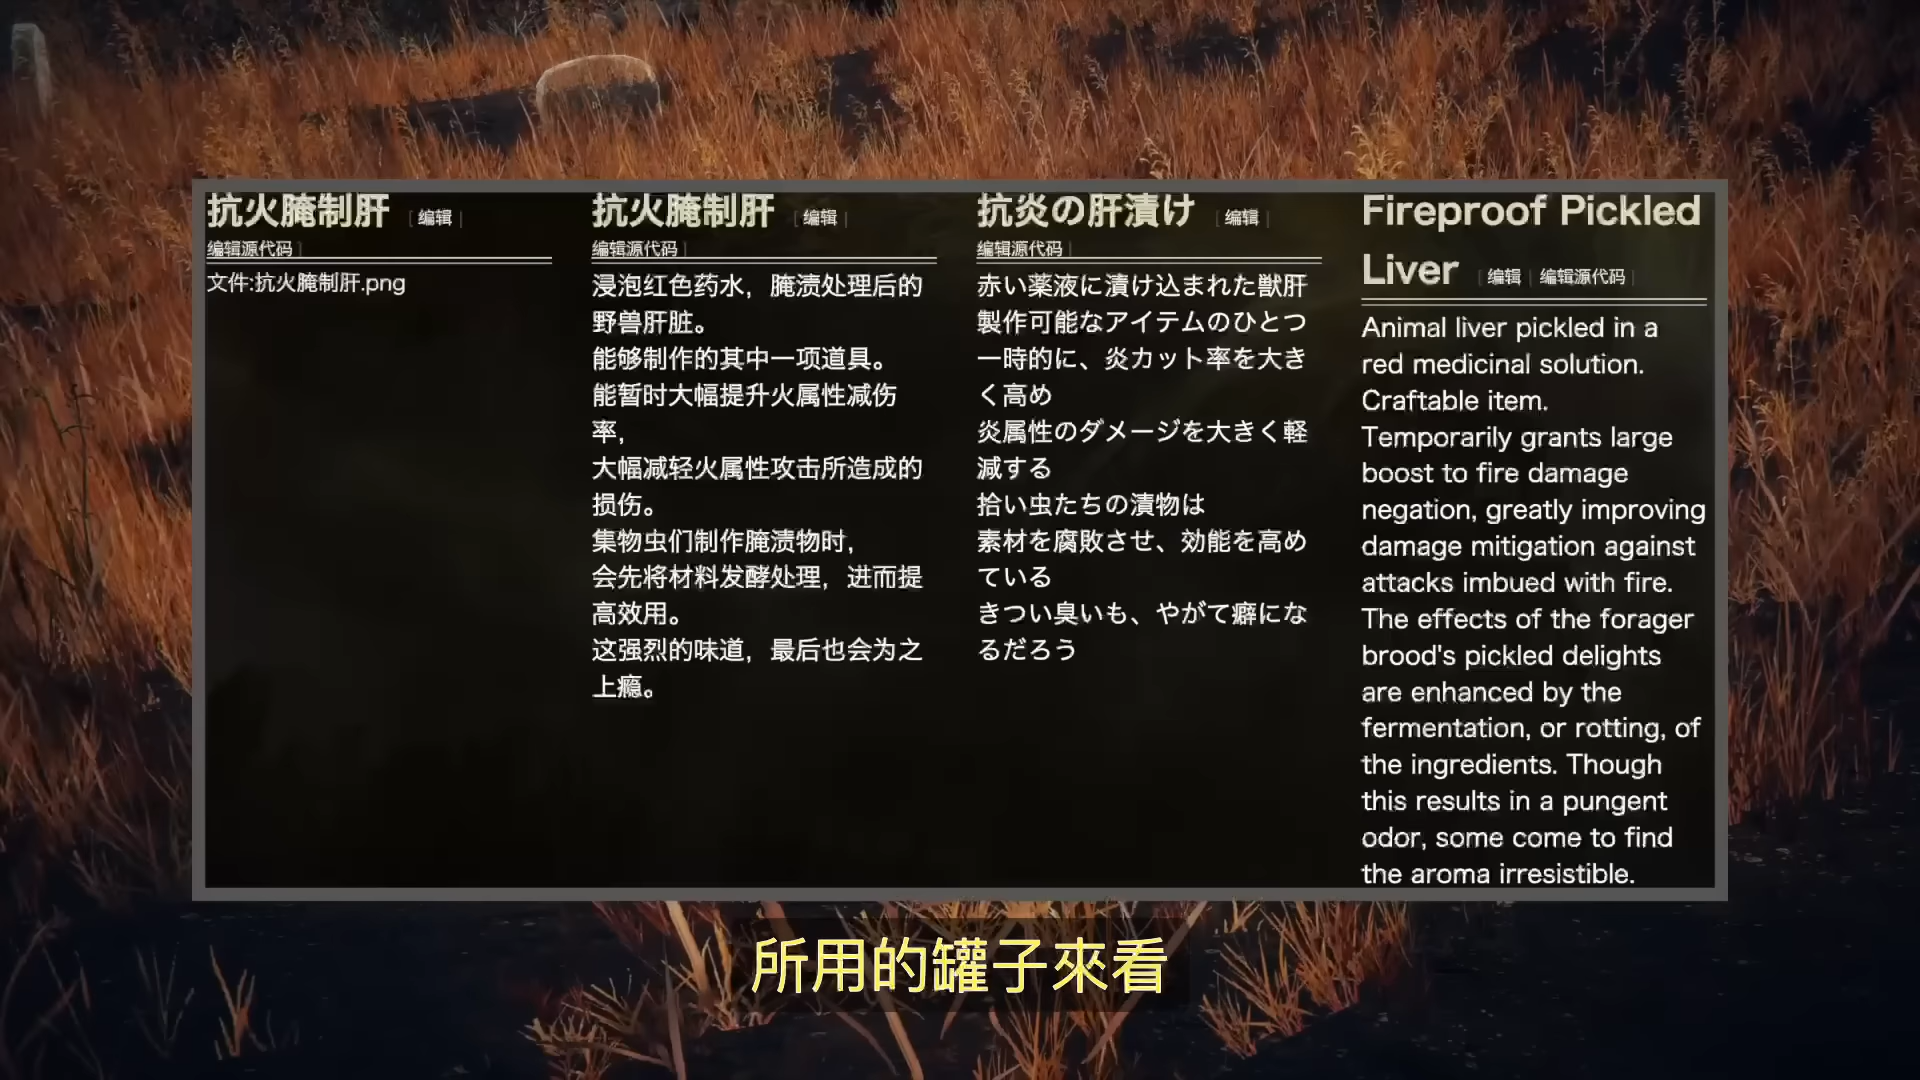 抗火腌制肝 [ 编辑 |
编辑源代码 ]
文件:抗火腌制肝.png
抗火腌制肝 [ 编辑 |
编辑源代码 ]
浸泡红色药水，腌渍处理后的
野兽肝脏。
能够制作的其中一项道具。
能暂时大幅提升火属性减伤
率，
大幅减轻火属性攻击所造成的
损伤。
集物虫们制作腌渍物时，
会先将材料发酵处理，进而提
高效用。
这强烈的味道，最后也会为之
上瘾。
抗炎の肝漬け [ 编辑 |
编辑源代码 ]
赤い薬液に漬け込まれた獣肝
製作可能なアイテムのひとつ
一時的に、炎カット率を大き
く高め
炎属性のダメージを大きく軽
減する
拾い虫たちの漬物は
素材を腐敗させ、効能を高め
ている
きつい臭いも、やがて癖にな
るだろう
Fireproof Pickled
Liver [ 编辑 | 编辑源代码 ]
Animal liver pickled in a
red medicinal solution.
Craftable item.
Temporarily grants large
boost to fire damage
negation, greatly improving
damage mitigation against
attacks imbued with fire.
The effects of the forager
brood's pickled delights
are enhanced by the
fermentation, or rotting, of
the ingredients. Though
this results in a pungent
odor, some come to find
the aroma irresistible.
所用的罐子來看